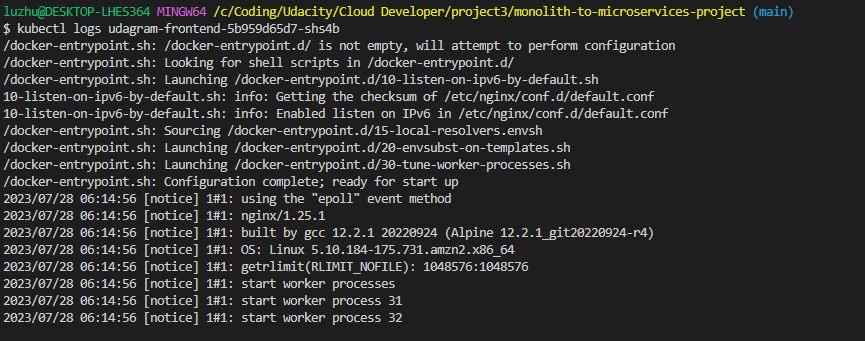 luzhu@DESKTOP-LHES364 MINGW64 /c/Coding/Udacity/Cloud Developer/project3/monolith-to-microservices-project (main)
$ kubectl logs udagram-frontend-5b959d65d7-shs4b
/docker-entrypoint.sh: /docker-entrypoint.d/ is not empty, will attempt to perform configuration
/docker-entrypoint.sh: Looking for shell scripts in /docker-entrypoint.d/
/docker-entrypoint.sh: Launching /docker-entrypoint.d/10-listen-on-ipv6-by-default.sh
10-listen-on-ipv6-by-default.sh: info: Getting the checksum of /etc/nginx/conf.d/default.conf
10-listen-on-ipv6-by-default.sh: info: Enabled listen on IPv6 in /etc/nginx/conf.d/default.conf
/docker-entrypoint.sh: Sourcing /docker-entrypoint.d/15-local-resolvers.envsh
/docker-entrypoint.sh: Launching /docker-entrypoint.d/20-envsubst-on-templates.sh
/docker-entrypoint.sh: Launching /docker-entrypoint.d/30-tune-worker-processes.sh
/docker-entrypoint.sh: Configuration complete; ready for start up
2023/07/28 06:14:56 [notice] 1#1: using the "epoll" event method
2023/07/28 06:14:56 [notice] 1#1: nginx/1.25.1
2023/07/28 06:14:56 [notice] 1#1: built by gcc 12.2.1 20220924 (Alpine 12.2.1_git20220924-r4)
2023/07/28 06:14:56 [notice] 1#1: OS: Linux 5.10.184-175.731.amzn2.x86_64
2023/07/28 06:14:56 [notice] 1#1: getrlimit(RLIMIT_NOFILE): 1048576:1048576
2023/07/28 06:14:56 [notice] 1#1: start worker processes
2023/07/28 06:14:56 [notice] 1#1: start worker process 31
2023/07/28 06:14:56 [notice] 1#1: start worker process 32